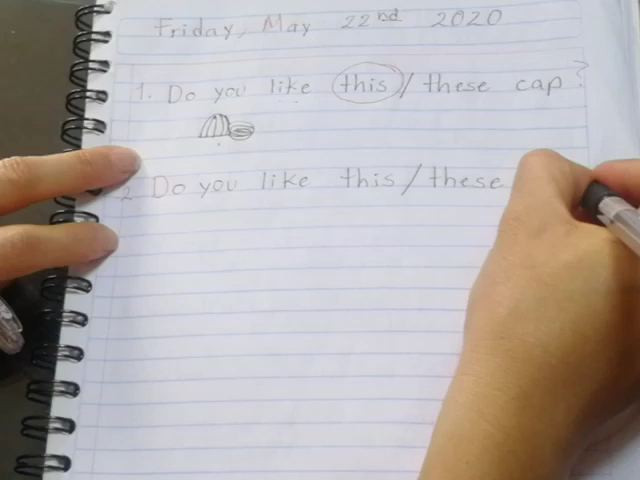 Friday, May 22nd 2020
1. Do you like this/these cap?
2 Do you like this/these